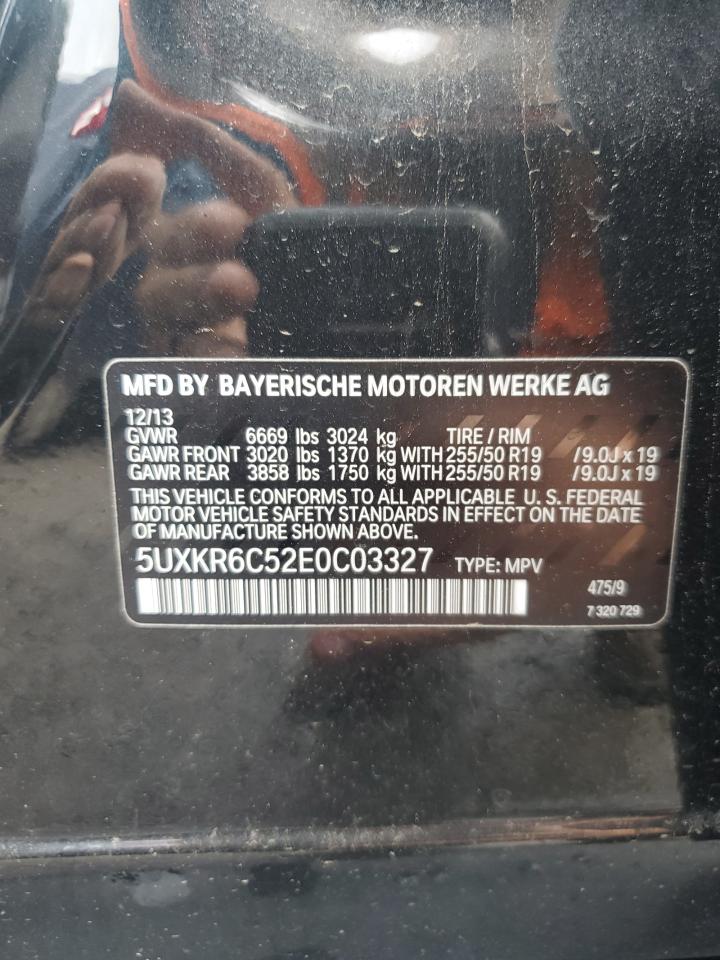 MFD BY BAYERISCHE MOTOREN WERKE AG
12/13
GVWR 6669 lbs 3024 kg TIRE / RIM
GAWR FRONT 3020 lbs 1370 kg WITH 255/50 R19 /9.0J x 19
GAWR REAR 3858 lbs 1750 kg WITH 255/50 R19 /9.0J x 19
THIS VEHICLE CONFORMS TO ALL APPLICABLE U. S. FEDERAL
MOTOR VEHICLE SAFETY STANDARDS IN EFFECT ON THE DATE
OF MANUFACTURE SHOWN ABOVE.
5UXKR6C52E0C03327 TYPE: MPV
475/9
7 320 729